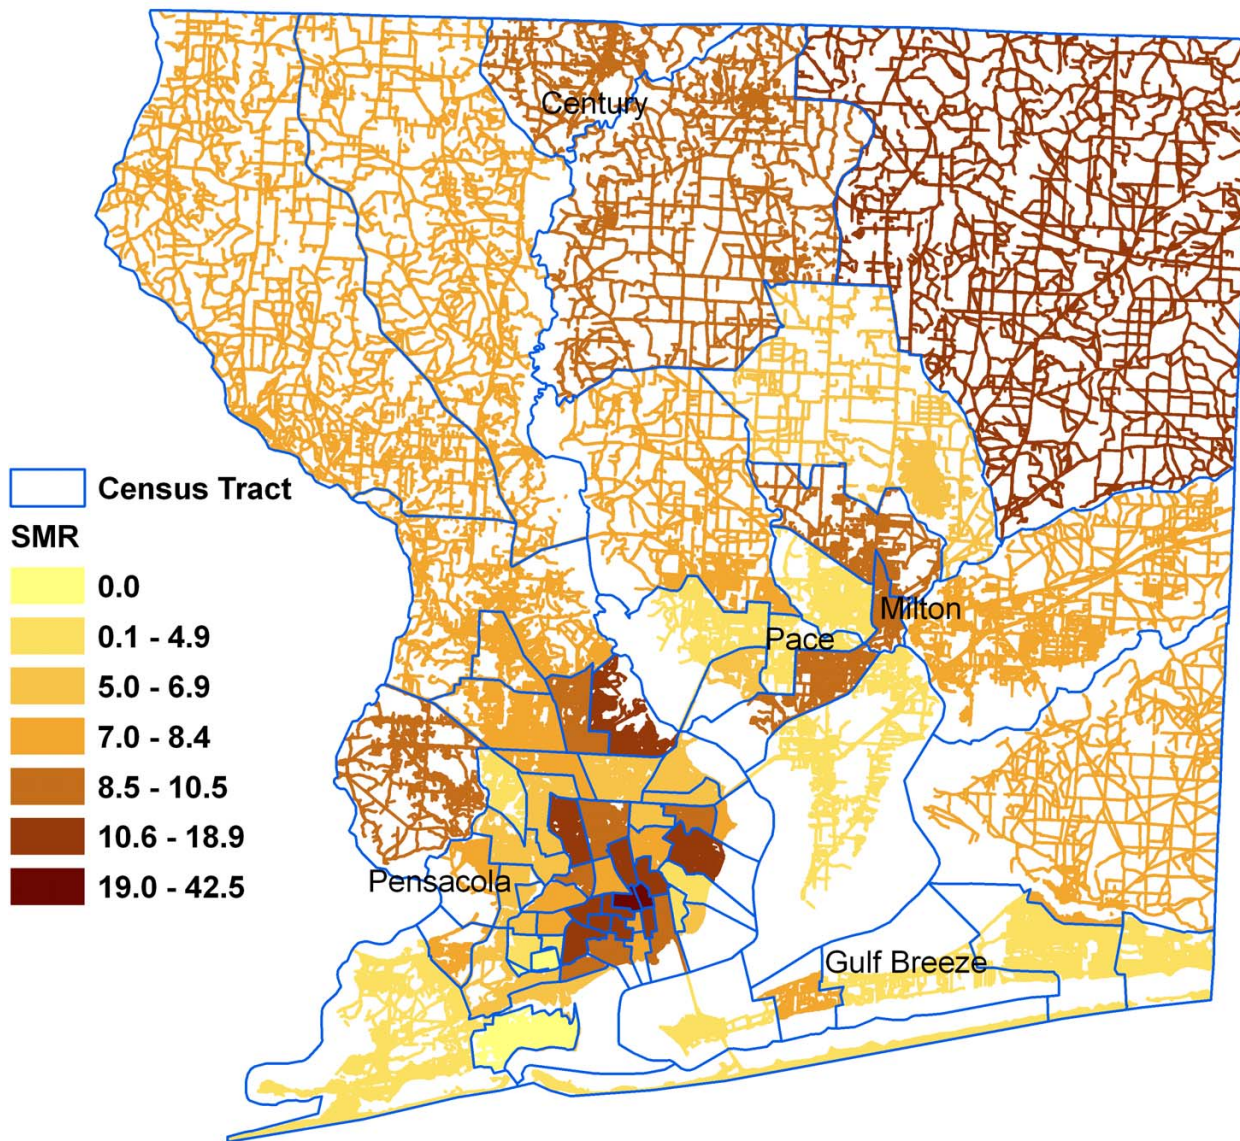 Century
Census Tract
SMR
0.0
0.1 - 4.9
5.0 - 6.9
7.0 - 8.4
8.5 - 10.5
10.6 - 18.9
19.0 - 42.5
Milton
Pace
Pensacola
Gulf Breeze